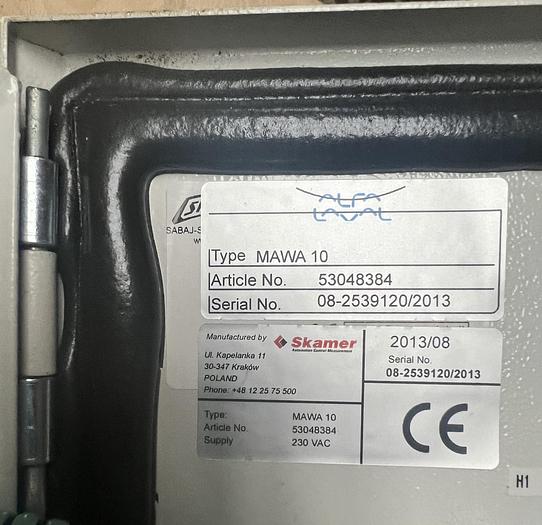 ALFA
LAVAL
SABAJ-S
Type MAWA 10
Article No. 53048384
Serial No. 08-2539120/2013
Manufactured by Skamer
Automation Control Measurement
Ul. Kapelanka 11
30-347 Kraków
POLAND
Phone: +48 12 25 75 500
2013/08
Serial No.
08-2539120/2013
Type: MAWA 10
Article No. 53048384
Supply 230 VAC
CE
H1